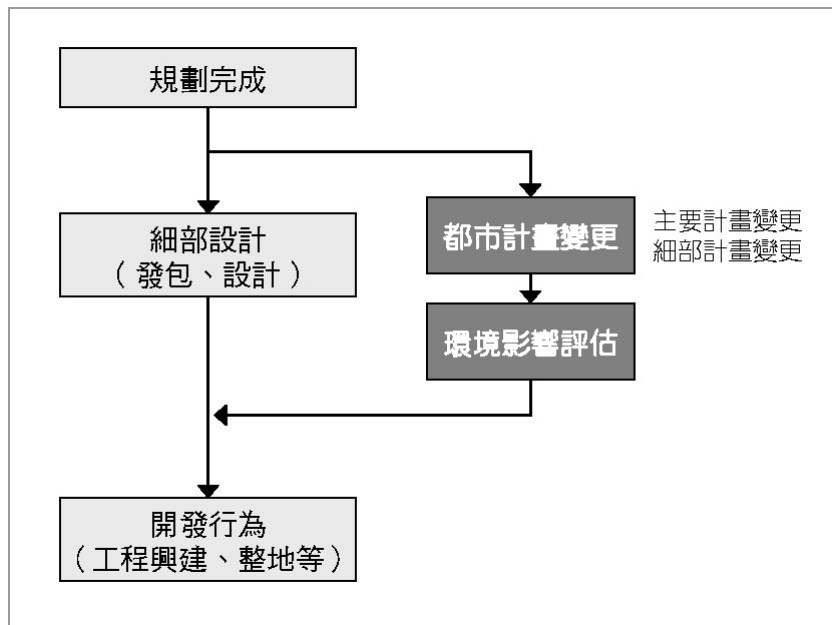 規劃完成
細部設計
（發包、設計）
都市計畫變更
主要計畫變更
細部計畫變更
環境影響評估
開發行為
（工程興建、整地等）